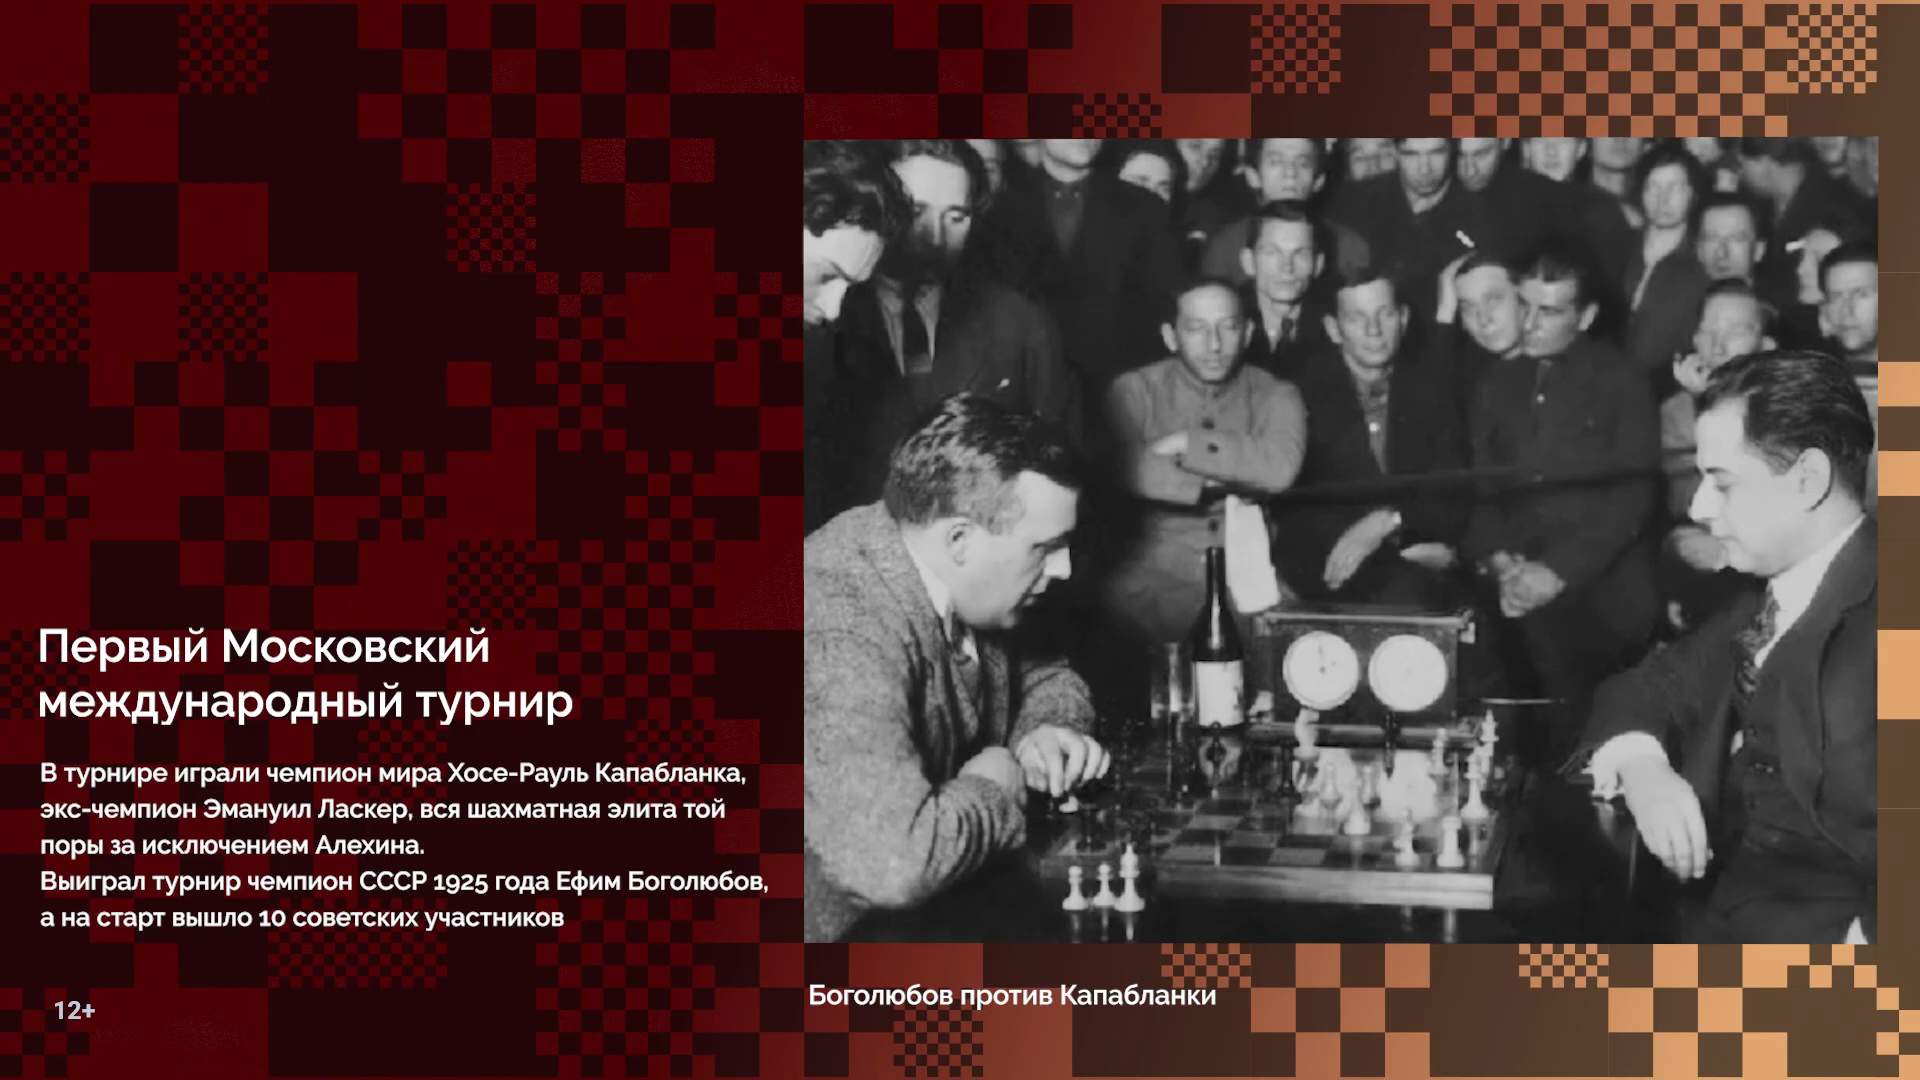 Первый Московский
международный турнир
В турнире играли чемпион мира Хосе-Рауль Капабланка,
экс-чемпион Эмануил Ласкер, вся шахматная элита той
поры за исключением Алехина.
Выиграл турнир чемпион СССР 1925 года Ефим Боголюбов,
а на старт вышло 10 советских участников
12+
Боголюбов против Капабланки